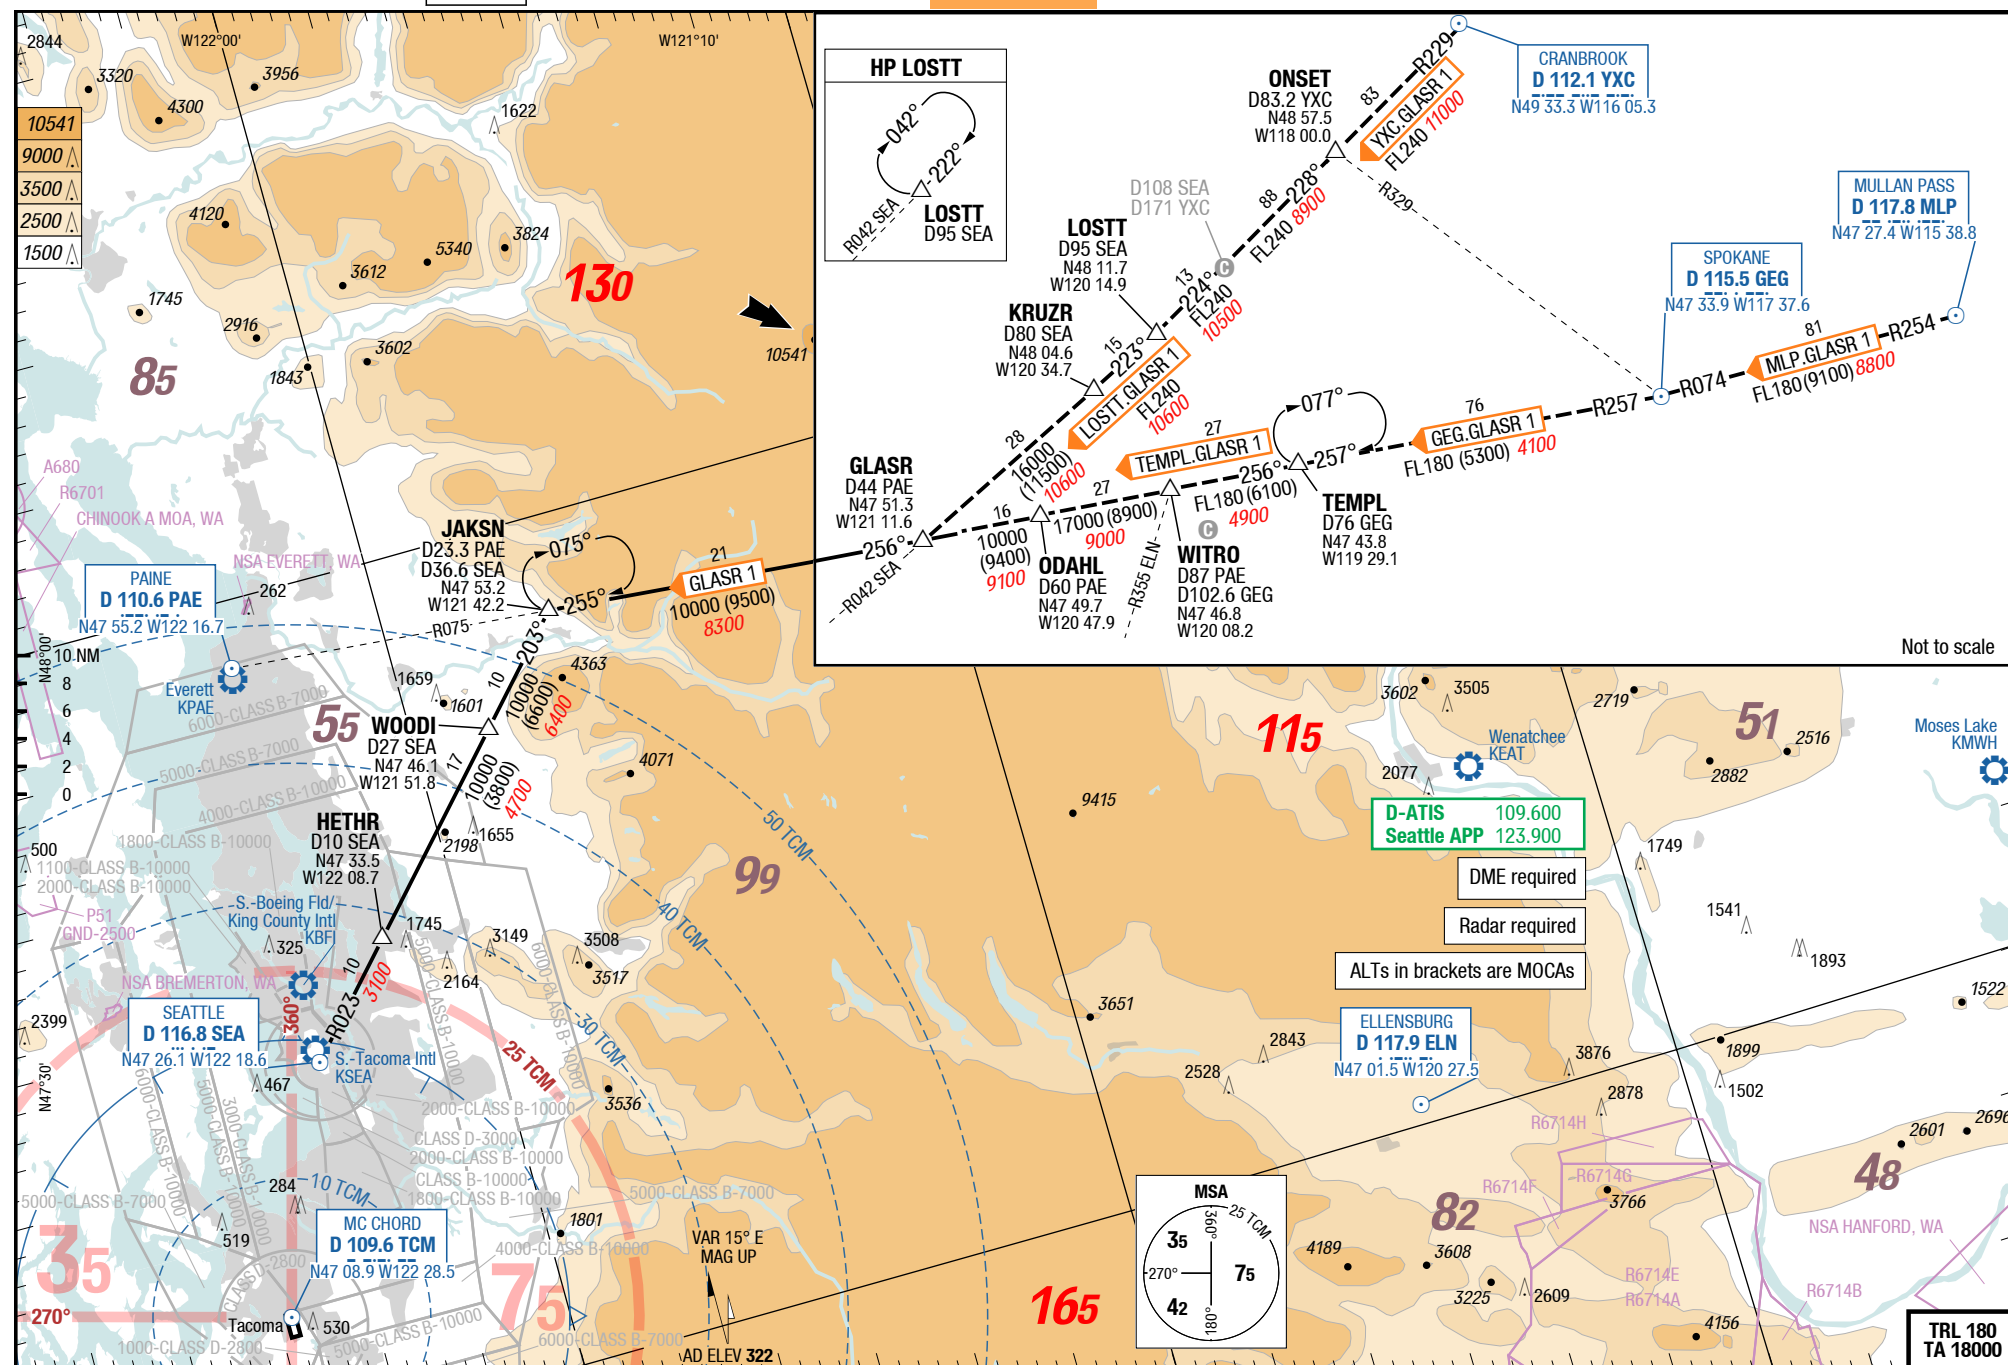 2844
W122°00'
W121°10'
3320
3956
4300
1622
10541
9000
3500
2500
1500
4120
5340
3824
3612
130
1745
2916
3602
1843
10541
85
HP LOSTT
042°
222°
R042 SEA
LOSTT
D95 SEA
ONSET
D83.2 YXC
N48 57.5
W118 00.0
R229
83
YXC.GLASR 1
FL240 11000
CRANBROOK
D 112.1 YXC
N49 33.3 W116 05.3
D108 SEA
D171 YXC
88
228°
FL240 8900
R329
MULLAN PASS
D 117.8 MLP
N47 27.4 W115 38.8
LOSTT
D95 SEA
N48 11.7
W120 14.9
13
224°
FL240
10500
SPOKANE
D 115.5 GEG
N47 33.9 W117 37.6
KRUZR
D80 SEA
N48 04.6
W120 34.7
15
223°
LOSTT.GLASR 1
FL240
10600
81
R254
MLP.GLASR 1
FL180(9100) 8800
R074
R257
76
GEG.GLASR 1
FL180 (5300) 4100
077°
257°
27
TEMPL.GLASR 1
256°
FL180 (6100)
4900
TEMPL
D76 GEG
N47 43.8
W119 29.1
28
16000
(11500)
10600
GLASR
D44 PAE
N47 51.3
W121 11.6
256°
R042 SEA
16
10000
(9400)
9100
27
17000 (8900)
9000
ODAHL
D60 PAE
N47 49.7
W120 47.9
R355 ELN
WITRO
D87 PAE
D102.6 GEG
N47 46.8
W120 08.2
Not to scale
A680
R6701
CHINOOK A MOA, WA
NSA EVERETT, WA
JAKSN
D23.3 PAE
D36.6 SEA
N47 53.2
W121 42.2
075°
255°
21
GLASR 1
10000 (9500)
8300
PAINE
D 110.6 PAE
N47 55.2 W122 16.7
262
R075
203°
N48°00'
10 NM
8
6
4
2
0
Everett
KPAE
6000-CLASS B-7000
5000-CLASS B-7000
4000-CLASS B-10000
1800-CLASS B-10000
1100-CLASS B-10000
2000-CLASS B-10000
55
1659
1601
4363
10
10000
(6600)
6400
WOODI
D27 SEA
N47 46.1
W121 51.8
17
10000
(3800)
4700
4071
HETHR
D10 SEA
N47 33.5
W122 08.7
2198
1655
500
P51
GND-2500
S.-Boeing Fld/
King County Intl
KBFI
325
1745
3149
2164
3508
3517
50 TCM
40 TCM
30 TCM
25 TCM
10 TCM
99
9415
115
3602
3505
2719
51
2516
2882
Wenatchee
KEAT
2077
Moses Lake
KMWH
D-ATIS 109.600
Seattle APP 123.900
DME required
Radar required
ALTs in brackets are MOCAs
1749
1541
1893
1522
NSA BREMERTON, WA
SEATTLE
D 116.8 SEA
N47 26.1 W122 18.6
2399
N47°30'
360°
R023
10
3100
S.-Tacoma Intl
KSEA
467
5000-CLASS B-10000
6000-CLASS B-10000
6000-CLASS B-10000
5000-CLASS B-10000
3000-CLASS B-10000
2000-CLASS B-10000
CLASS D-3000
2000-CLASS B-10000
CLASS B-10000
1800-CLASS B-10000
5000-CLASS B-7000
5000-CLASS B-7000
4000-CLASS B-10000
3536
3651
2843
2528
ELLENSBURG
D 117.9 ELN
N47 01.5 W120 27.5
3876
2878
1899
1502
R6714H
R6714G
R6714F
3766
2601
2696
48
82
NSA HANFORD, WA
R6714E
R6714A
R6714B
284
519
MC CHORD
D 109.6 TCM
N47 08.9 W122 28.5
CLASS D-2800
35
75
270°
Tacoma
530
1000-CLASS D-2800
5000-CLASS B-10000
6000-CLASS B-7000
1801
VAR 15° E
MAG UP
AD ELEV 322
165
MSA
25 TCM
360°
35
270°
75
42
180°
4189
3608
3225
2609
4156
TRL 180
TA 18000